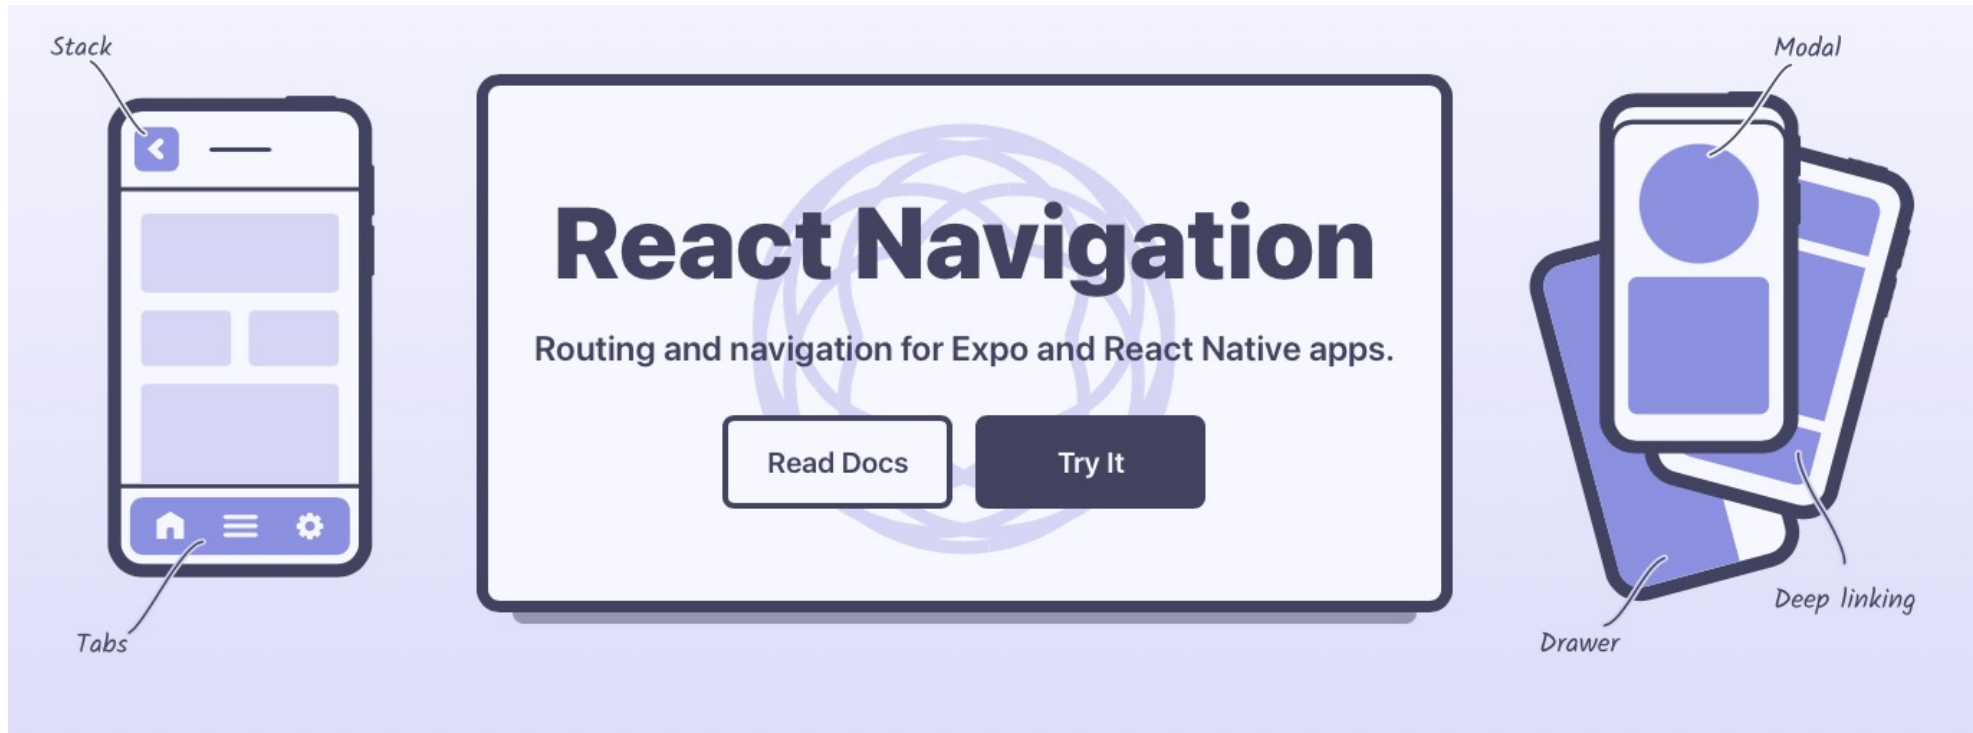 Stack
Modal
React Navigation
Routing and navigation for Expo and React Native apps.
Read Docs
Try It
Tabs
Deep linking
Drawer